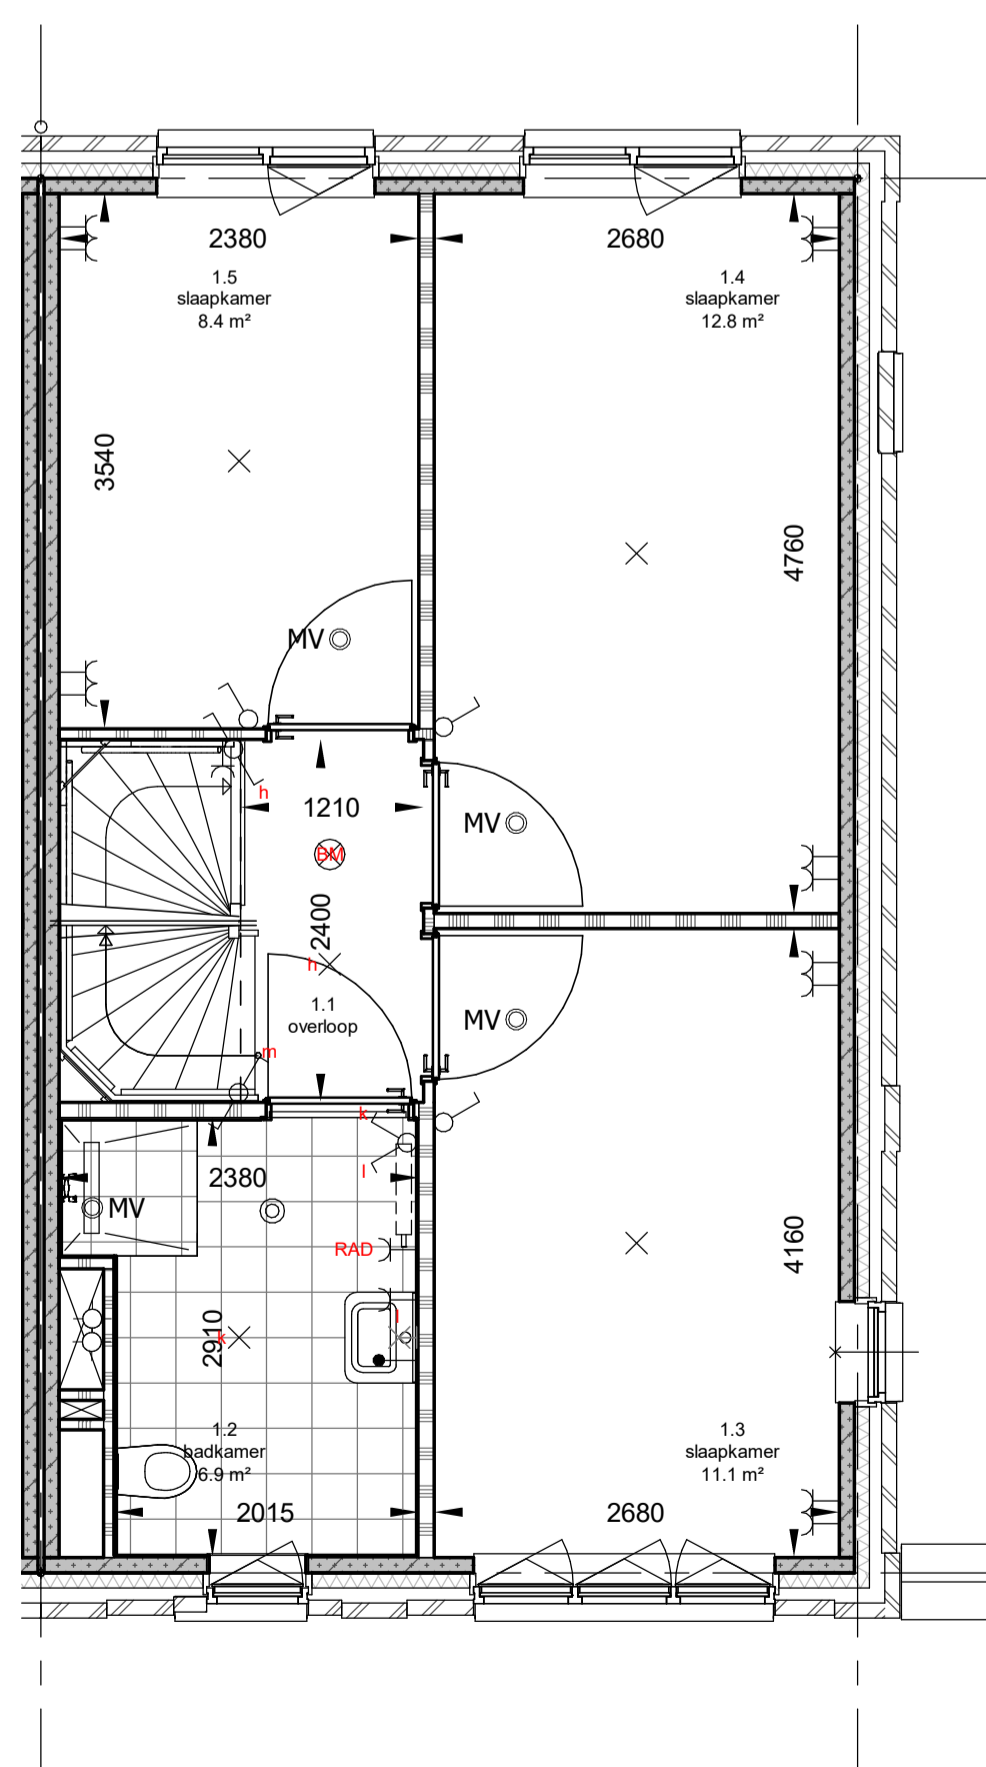 2380
2680
1.5
slaapkamer
8.4 m²
1.4
slaapkamer
12.8 m²
3540
4760
MV
h
1210
MV
BM
2400
h
1.1
overloop
MV
m
k
2380
l
MV
RAD
4160
l
2910
k
1.2
badkamer
6.9 m²
1.3
slaapkamer
11.1 m²
2015
2680